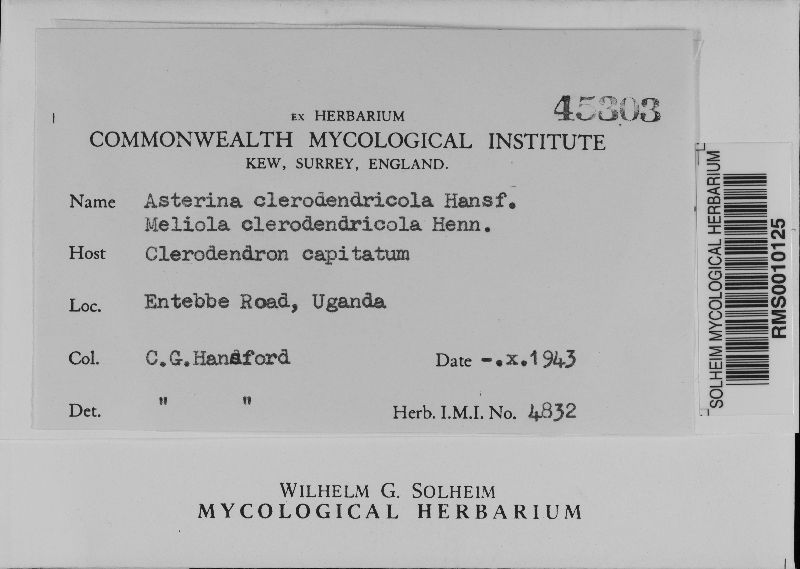 45303
EX HERBARIUM
COMMONWEALTH MYCOLOGICAL INSTITUTE
KEW, SURREY, ENGLAND.
Name Asterina clerodendricola Hansf.
Meliola clerodendricola Henn.
Host Clerodendron capitatum
Loc. Entebbe Road, Uganda
Col. C.G.Hansford Date -.x.1943
Det. " " Herb. I.M.I. No. 4832
SOLHEIM MYCOLOGICAL HERBARIUM
RMS0010125
WILHELM G. SOLHEIM
MYCOLOGICAL HERBARIUM